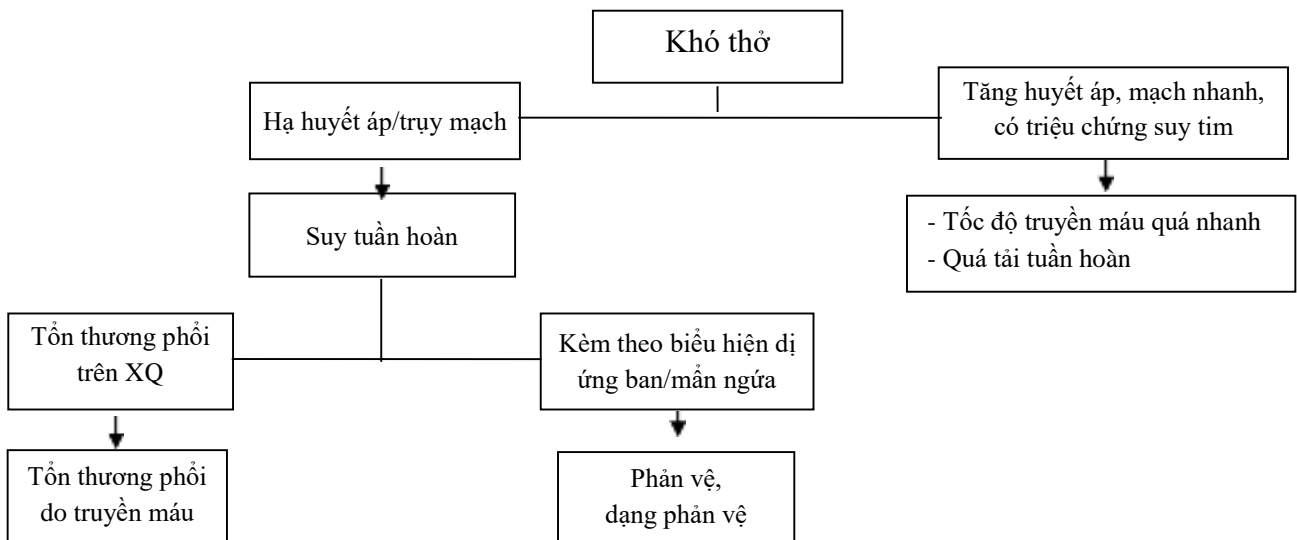 Khó thở
Hạ huyết áp/trụy mạch
Tăng huyết áp, mạch nhanh,
có triệu chứng suy tim
Suy tuần hoàn
- Tốc độ truyền máu quá nhanh
- Quá tải tuần hoàn
Tổn thương phổi
trên XQ
Kèm theo biểu hiện dị
ứng ban/mẩn ngứa
Tổn thương phổi
do truyền máu
Phản vệ,
dạng phản vệ